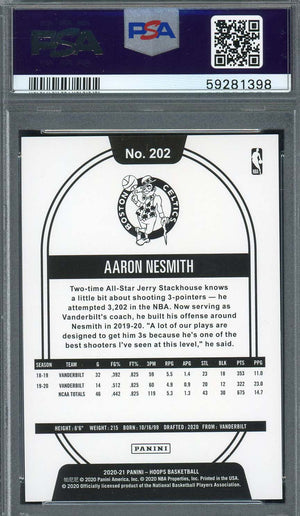 PSA
PSA
59281398
No. 202
NBA
BOSTON CELTICS
AARON NESMITH
Two-time All-Star Jerry Stackhouse knows
a little bit about shooting 3-pointers — he
attempted 3,202 in the NBA. Now serving as
Vanderbilt's coach, he built his offense around
Nesmith in 2019-20. "A lot of our plays are
designed to get him 3s because he's one of
the best shooters I've seen at this level," he said.
SEASON TEAM G FG% FT% 3PM RPG APG STL BLK PTS PPG
18-19 VANDERBILT 32 .392 .825 59 5.5 1.4 23 18 353 11.0
19-20 VANDERBILT 14 .512 .825 60 4.9 0.9 20 12 322 23.0
NCAA TOTALS 46 .441 .825 119 5.3 1.3 43 30 675 14.7
HEIGHT: 6'6" WEIGHT: 215 BORN: 10/16/99 DRAFTED: 2020 FROM: VANDERBILT
PANINI
2020-21 PANINI – HOOPS BASKETBALL
© 2020 Panini America, Inc. © 2020 NBA Properties, Inc. Printed in the USA.
© 2020 Officially licensed product of the National Basketball Players Association.